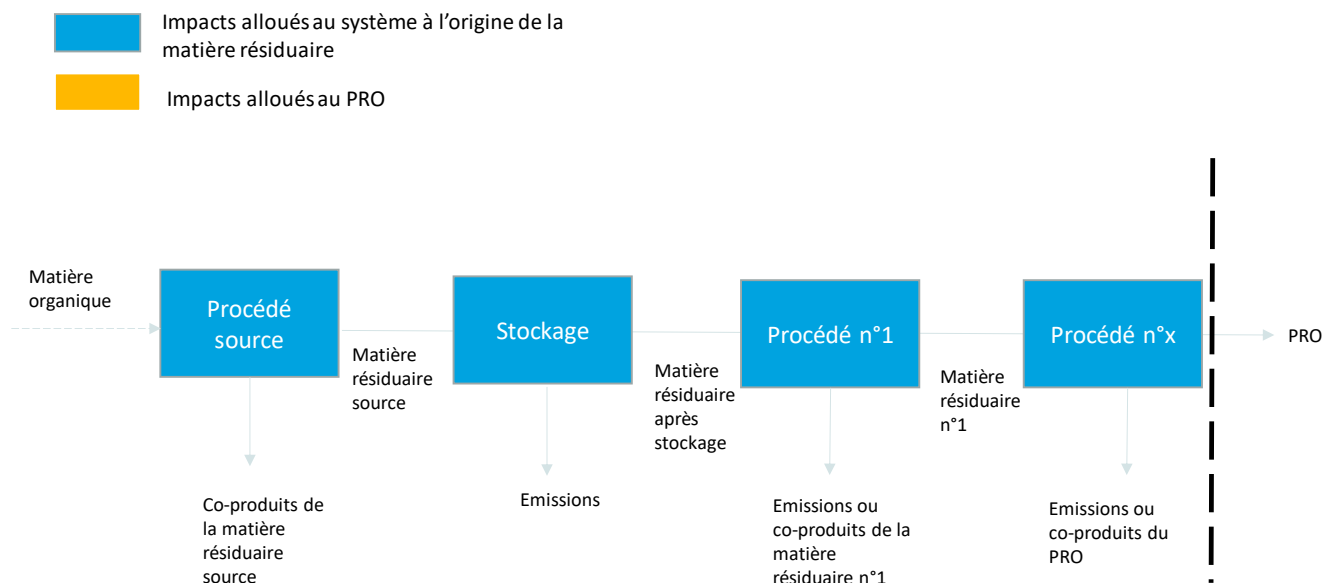 Impacts alloués au système à l'origine de la
matière résiduaire
Impacts alloués au PRO
Matière
organique
Procédé
source
Matière
résiduaire
source
Stockage
Matière
résiduaire
après
stockage
Procédé n°1
Matière
résiduaire
n°1
Procédé n°x
PRO
Co-produits de
la matière
résiduaire
source
Emissions
Emissions ou
co-produits de la
matière
résiduaire n°1
Emissions ou
co-produits du
PRO